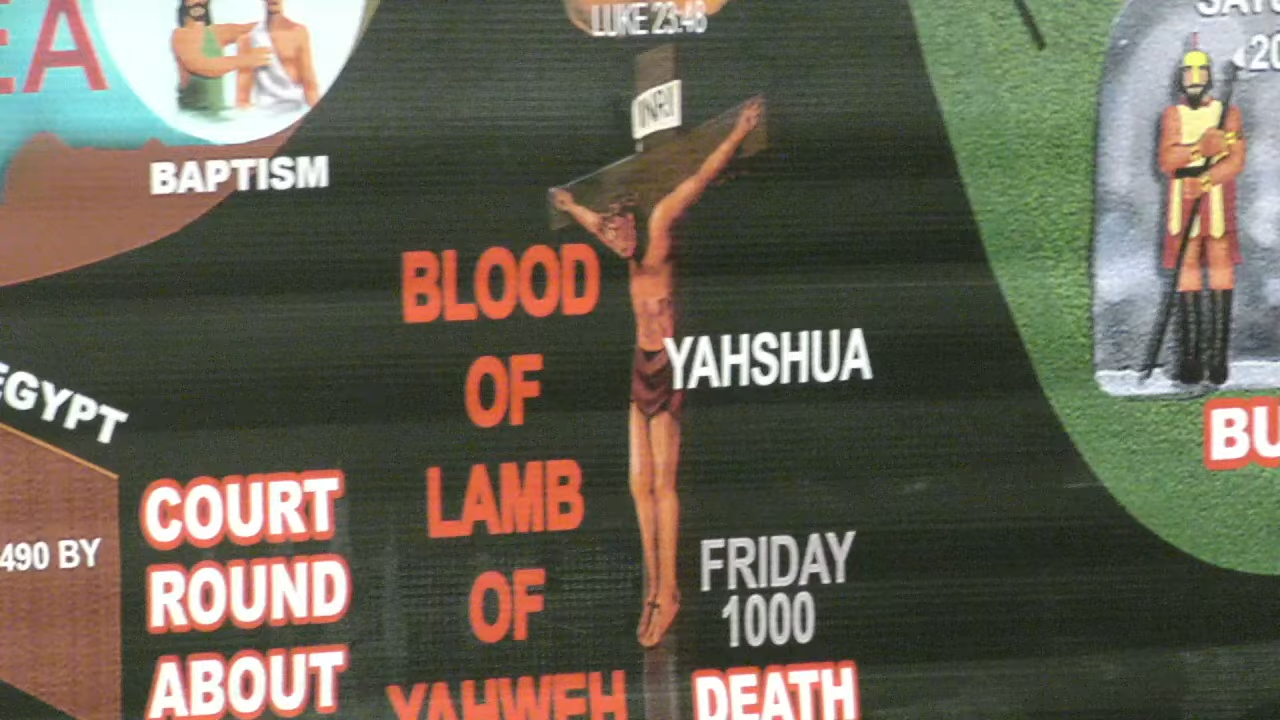 LUKE 23:48
EA
INRI
BAPTISM
BLOOD
OF
LAMB
OF
YAHWEH
YAHSHUA
EGYPT
490 BY
COURT
ROUND
ABOUT
FRIDAY
1000
DEATH